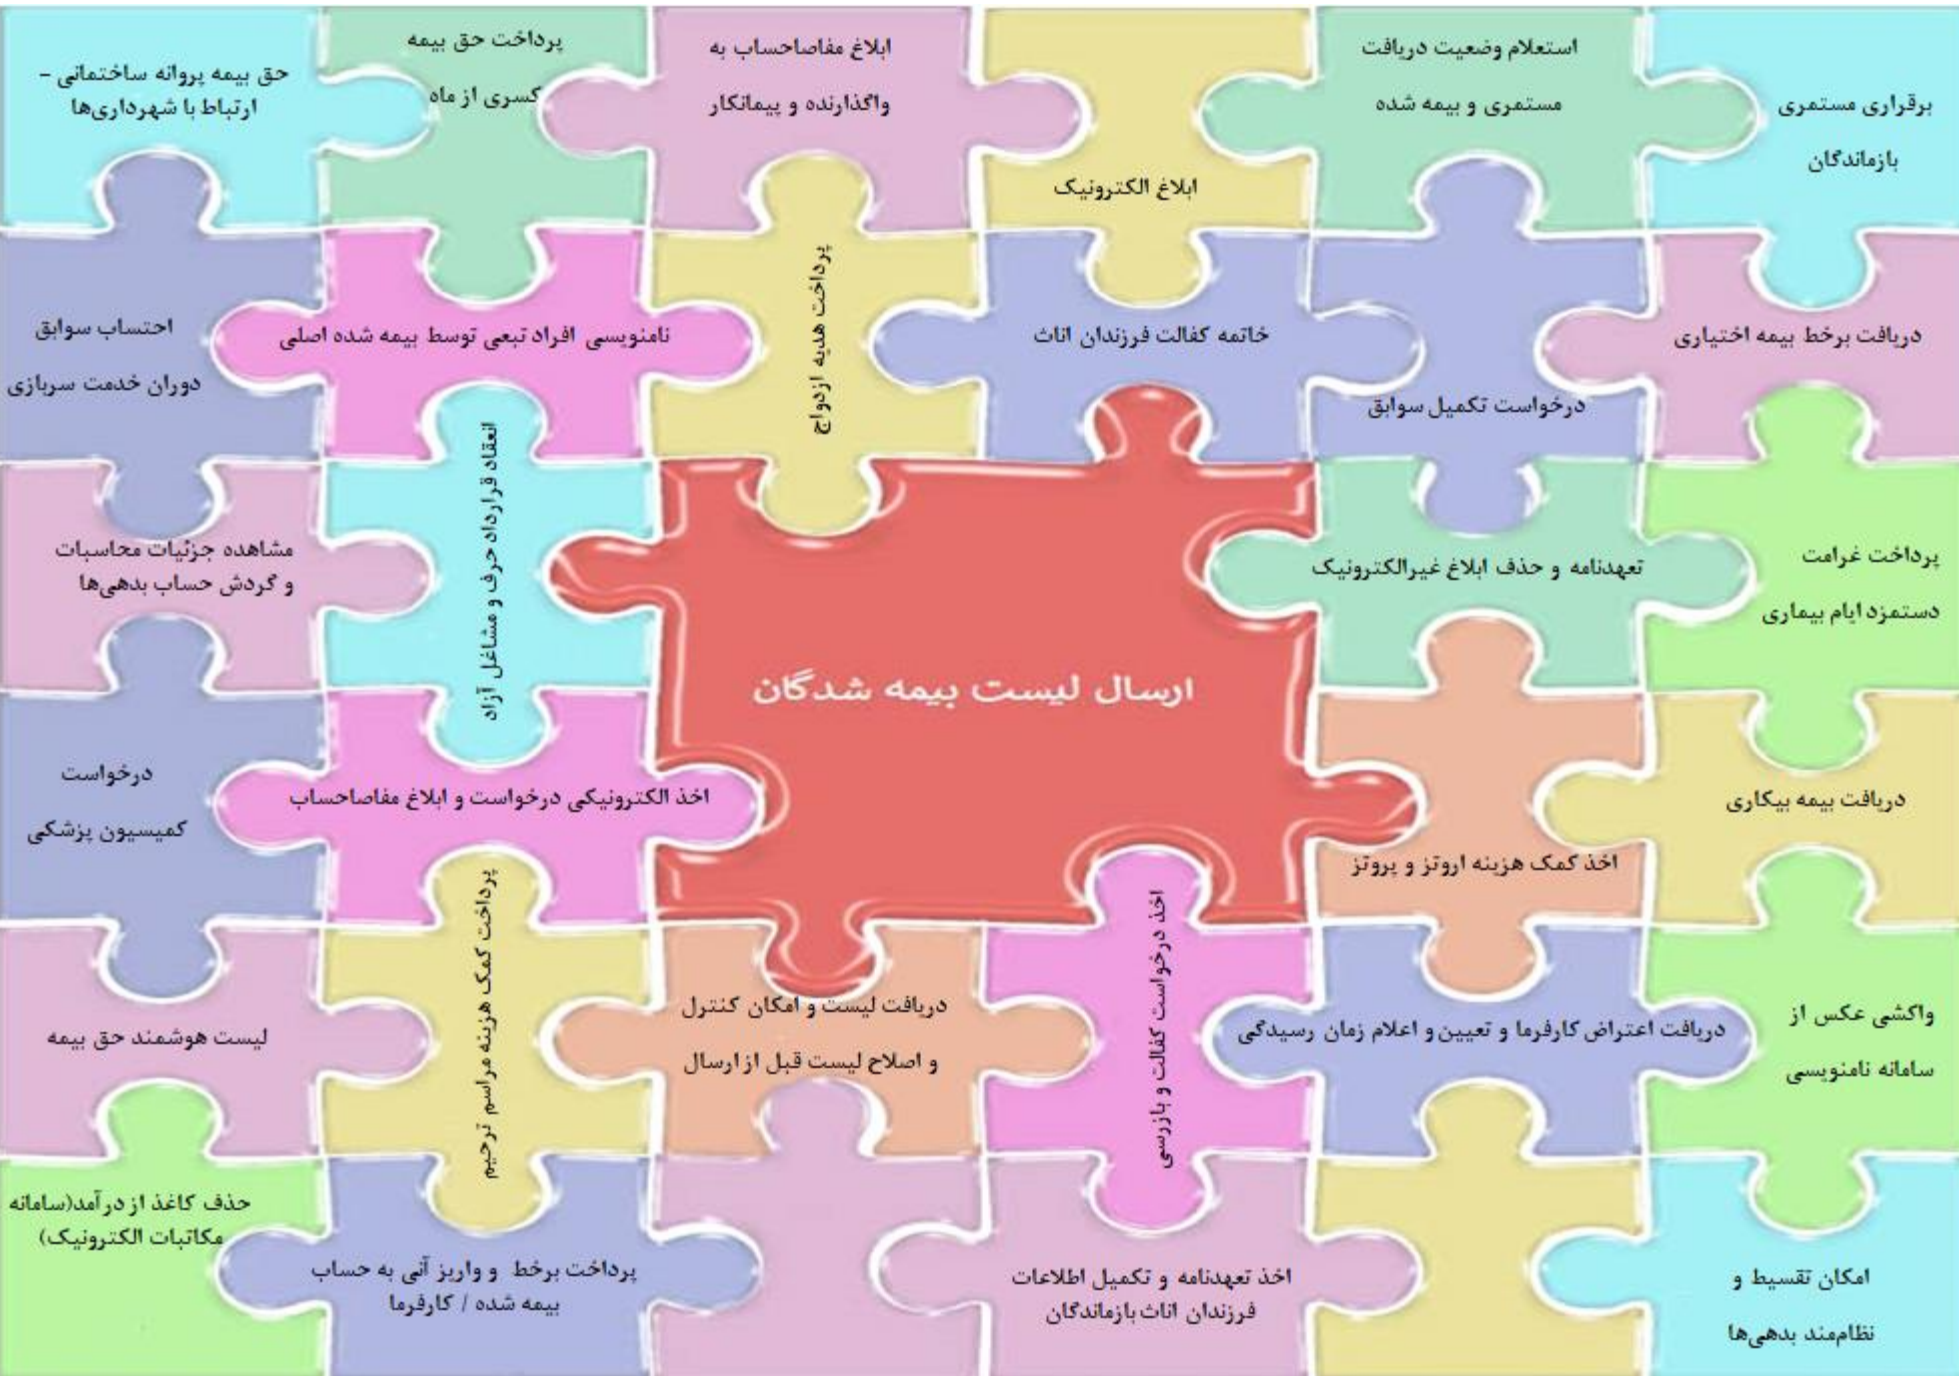 برقراری مستمری
بازماندگان
استعلام وضعیت دریافت
مستمری و بیمه شده
ابلاغ الکترونیک
ابلاغ مفاصاحساب به
واگذارنده و پیمانکار
پرداخت حق بیمه
کسری از ماه
حق بیمه پروانه ساختمانی -
ارتباط با شهرداری‌ها
دریافت برخط بیمه اختیاری
درخواست تکمیل سوابق
خاتمه کفالت فرزندان اناث
پرداخت هدیه ازدواج
نامنویسی افراد تبعی توسط بیمه شده اصلی
احتساب سوابق
دوران خدمت سربازی
پرداخت غرامت
دستمزد ایام بیماری
تعهدنامه و حذف ابلاغ غیرالکترونیک
ارسال لیست بیمه شدگان
انعقاد قرارداد حرف و مشاغل آزاد
مشاهده جزئیات محاسبات
و گردش حساب بدهی‌ها
دریافت بیمه بیکاری
اخذ کمک هزینه اروتز و پروتز
اخذ الکترونیکی درخواست و ابلاغ مفاصاحساب
درخواست
کمیسیون پزشکی
واکشی عکس از
سامانه نامنویسی
دریافت اعتراض کارفرما و تعیین و اعلام زمان رسیدگی
اخذ درخواست کفالت و بازرسی
دریافت لیست و امکان کنترل
و اصلاح لیست قبل از ارسال
پرداخت کمک هزینه مراسم ترحیم
لیست هوشمند حق بیمه
امکان تقسیط و
نظام‌مند بدهی‌ها
اخذ تعهدنامه و تکمیل اطلاعات
فرزندان اناث بازماندگان
پرداخت برخط و واریز آنی به حساب
بیمه شده / کارفرما
حذف کاغذ از درآمد(سامانه
مکاتبات الکترونیک)